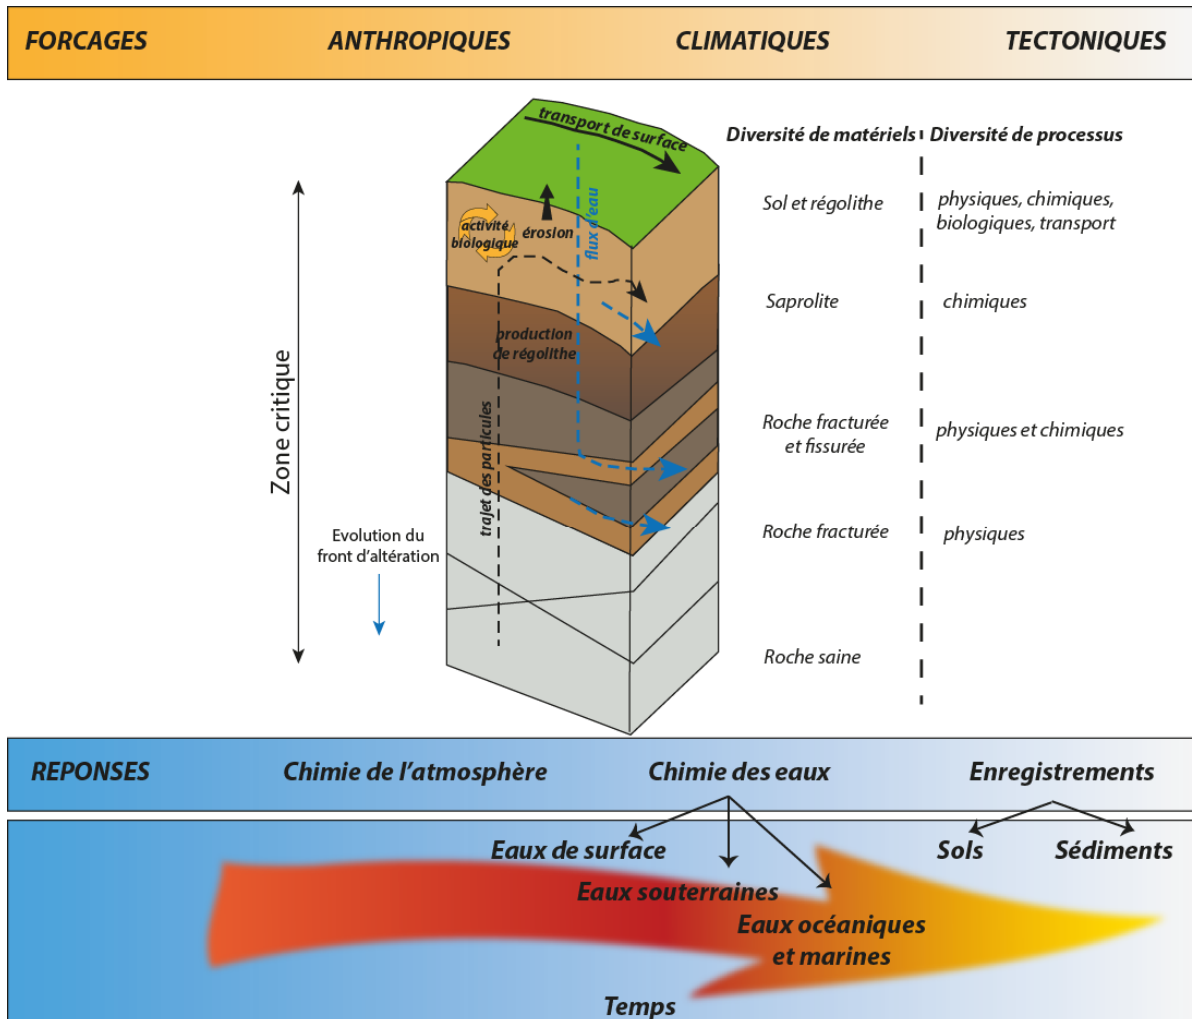 FORCAGES ANTHROPIQUES CLIMATIQUES TECTONIQUES
transport de surface
Diversité de matériels
Diversité de processus
activité
biologique
érosion
flux d'eau
Sol et régolithe
physiques, chimiques,
biologiques, transport
Saprolite
chimiques
production
de régolithe
Zone critique
trajet des particules
Roche fracturée
et fissurée
physiques et chimiques
Evolution du
front d'altération
Roche fracturée
physiques
Roche saine
REPONSES Chimie de l'atmosphère Chimie des eaux Enregistrements
Eaux de surface
Sols
Sédiments
Eaux souterraines
Eaux océaniques
et marines
Temps